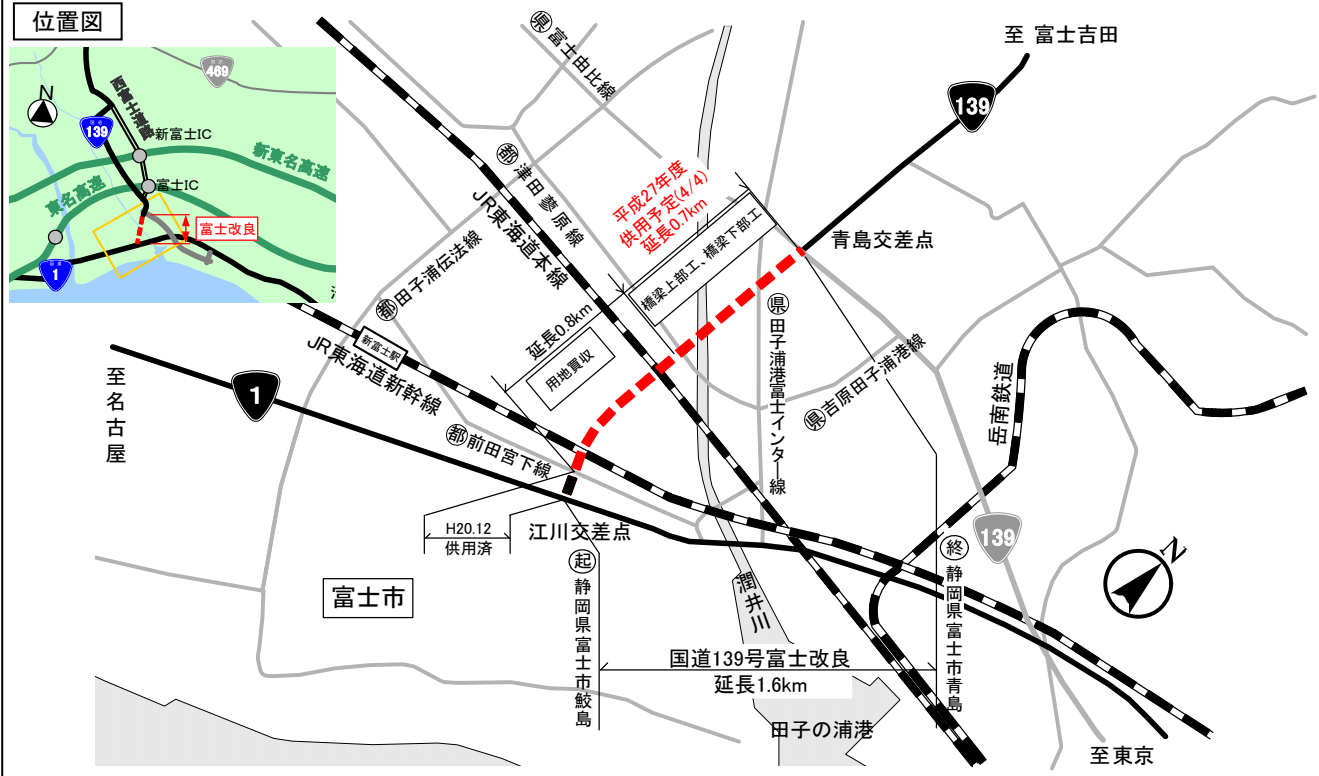 位置図
469
N
西富士道路
139
新富士IC
新東名高速
富士IC
東名高速
富士改良
1
至 富士吉田
139
県 富士由比線
都 津田蓼原線
JR東海道本線
平成27年度
供用予定(4/4)
延長0.7km
橋梁上部工、橋梁下部工
青島交差点
都 田子浦伝法線
延長0.8km
用地買収
新富士駅
JR東海道新幹線
県 田子浦港富士インター線
県 吉原田子浦港線
岳南鉄道
至名古屋
1
都 前田宮下線
H20.12
供用済
江川交差点
139
N
起 静岡県富士市鮫島
終 静岡県富士市青島
富士市
潤井川
国道139号富士改良
延長1.6km
田子の浦港
至東京